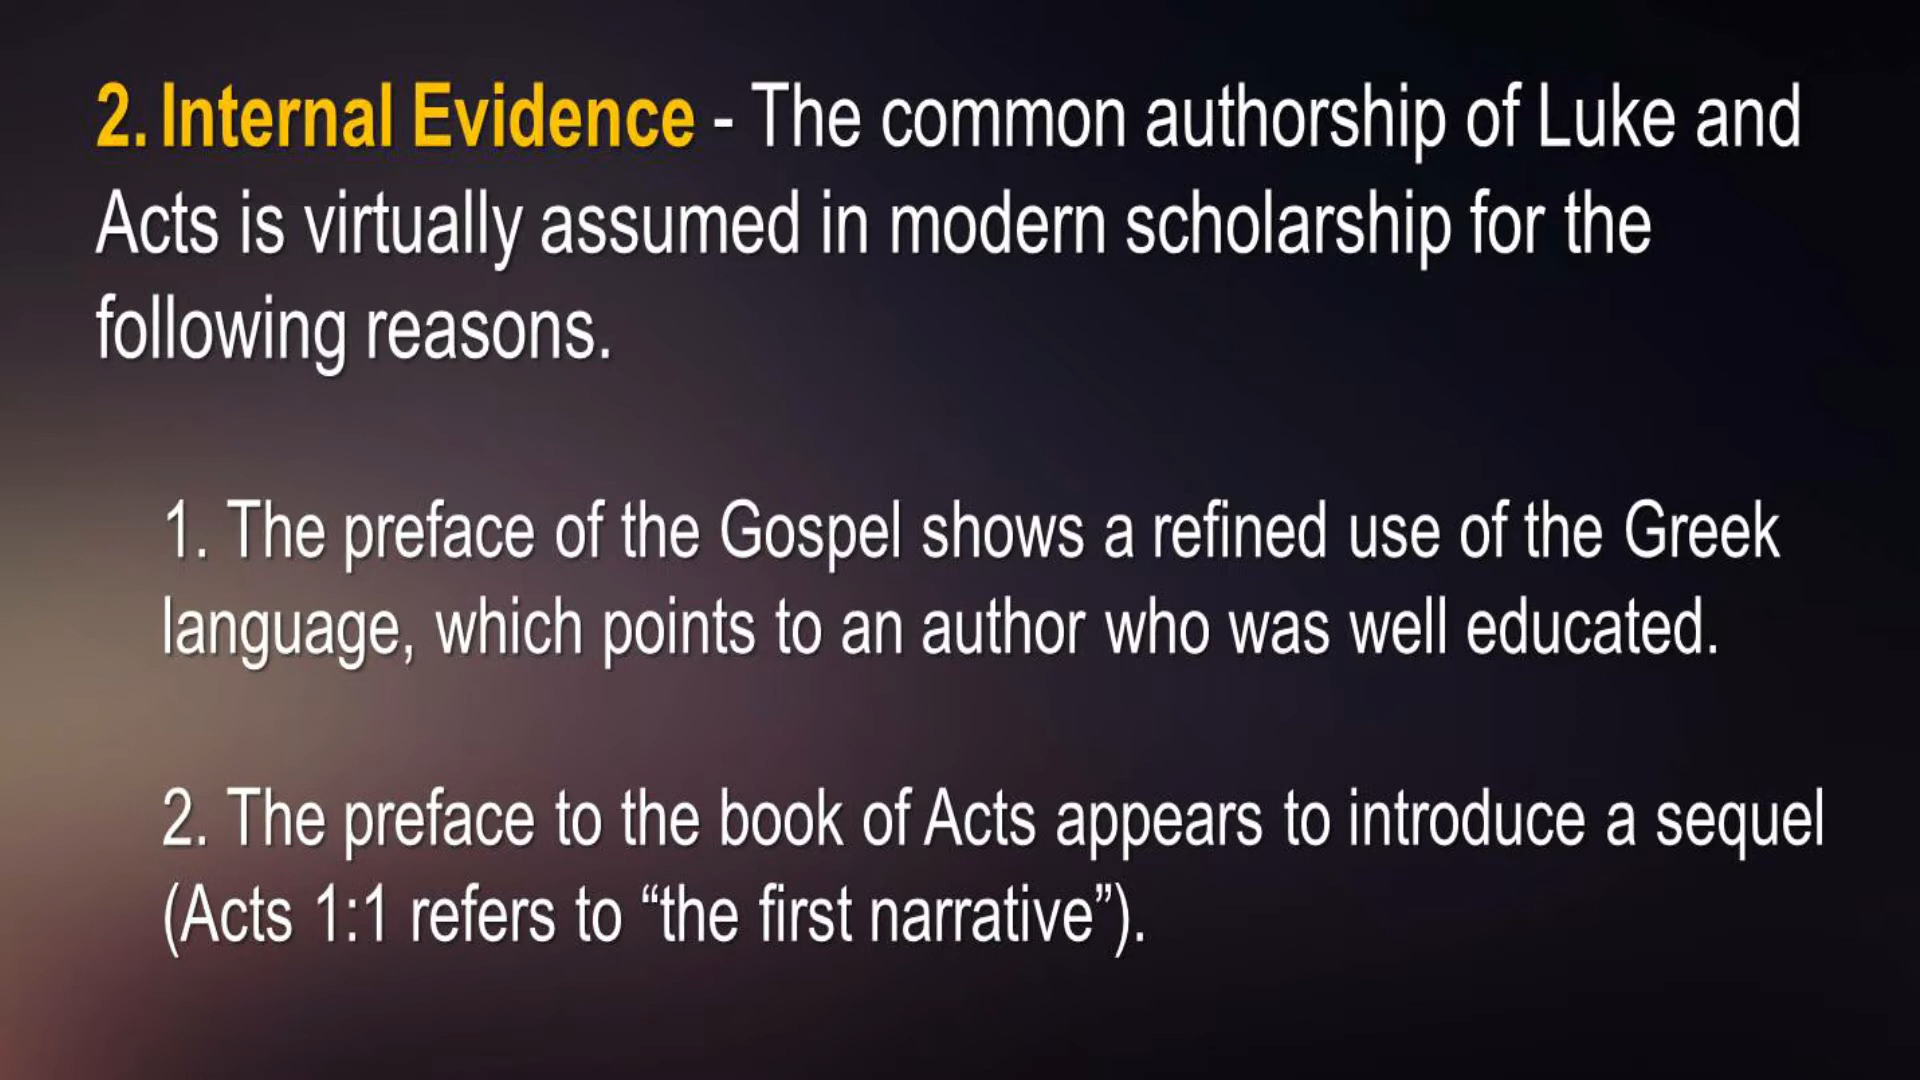 2. Internal Evidence - The common authorship of Luke and
Acts is virtually assumed in modern scholarship for the
following reasons.
1. The preface of the Gospel shows a refined use of the Greek
language, which points to an author who was well educated.
2. The preface to the book of Acts appears to introduce a sequel
(Acts 1:1 refers to “the first narrative”).